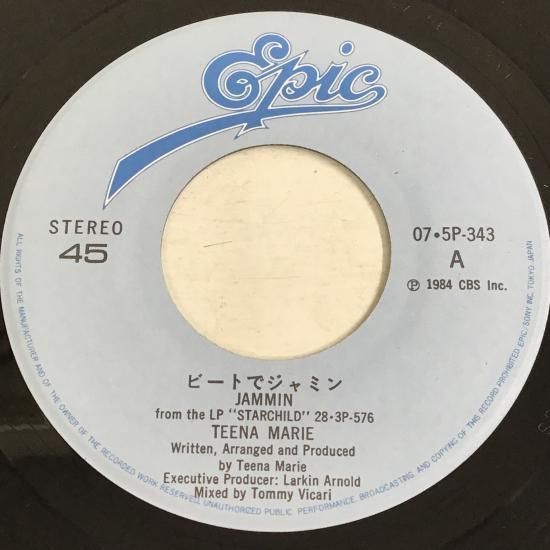 Epic
STEREO
45
07•5P-343
A
℗ 1984 CBS Inc.
ビートでジャミン
JAMMIN
from the LP "STARCHILD" 28•3P-576
TEENA MARIE
Written, Arranged and Produced
by Teena Marie
Executive Producer: Larkin Arnold
Mixed by Tommy Vicari
ALL RIGHTS OF THE MANUFACTURER AND OF THE OWNER OF THE RECORDED WORK RESERVED. UNAUTHORIZED PUBLIC PERFORMANCE, BROADCASTING AND COPYING OF THIS RECORD PROHIBITED EPIC/SONY INC. TOKYO JAPAN